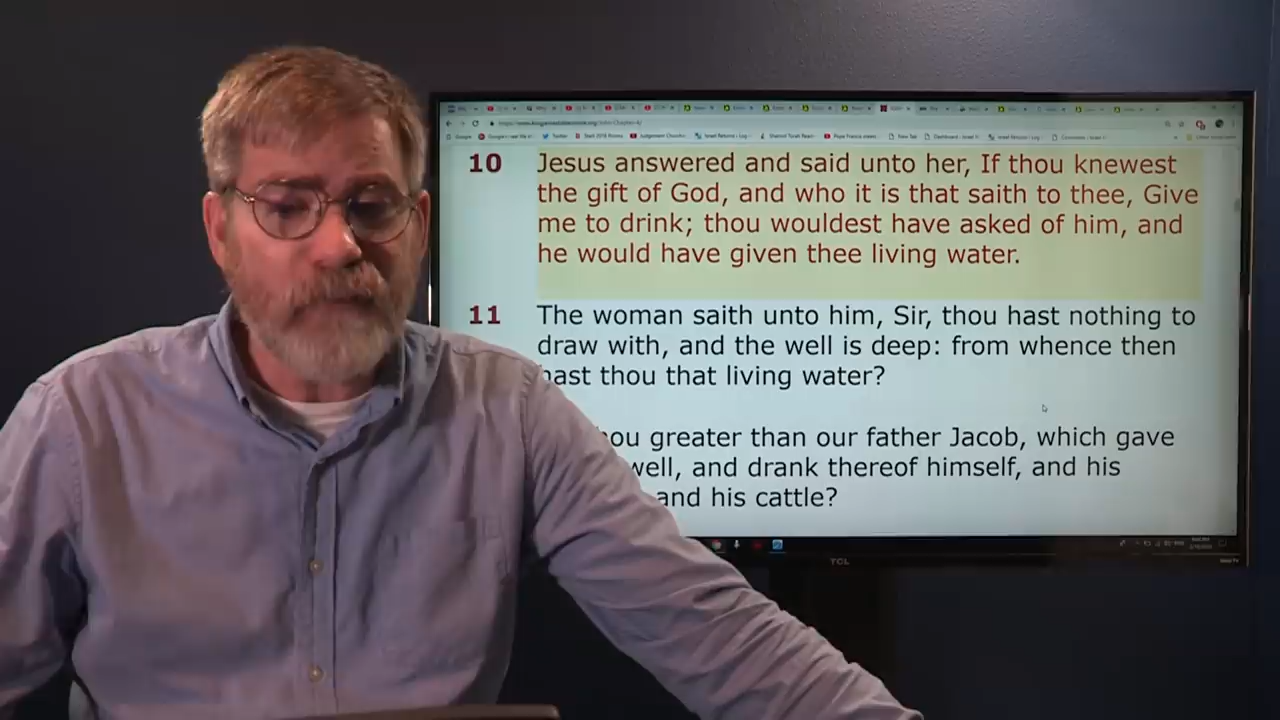 10 Jesus answered and said unto her, If thou knewest
the gift of God, and who it is that saith to thee, Give
me to drink; thou wouldest have asked of him, and
he would have given thee living water.
11 The woman saith unto him, Sir, thou hast nothing to
draw with, and the well is deep: from whence then
hast thou that living water?
hou greater than our father Jacob, which gave
well, and drank thereof himself, and his
and his cattle?
TCL